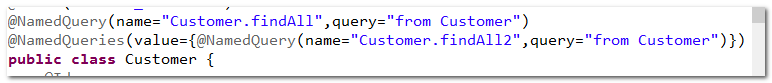 @NamedQuery(name="Customer.findAll",query="from Customer")
@NamedQueries(value={@NamedQuery(name="Customer.findAll2",query="from Customer")})
public class Customer {